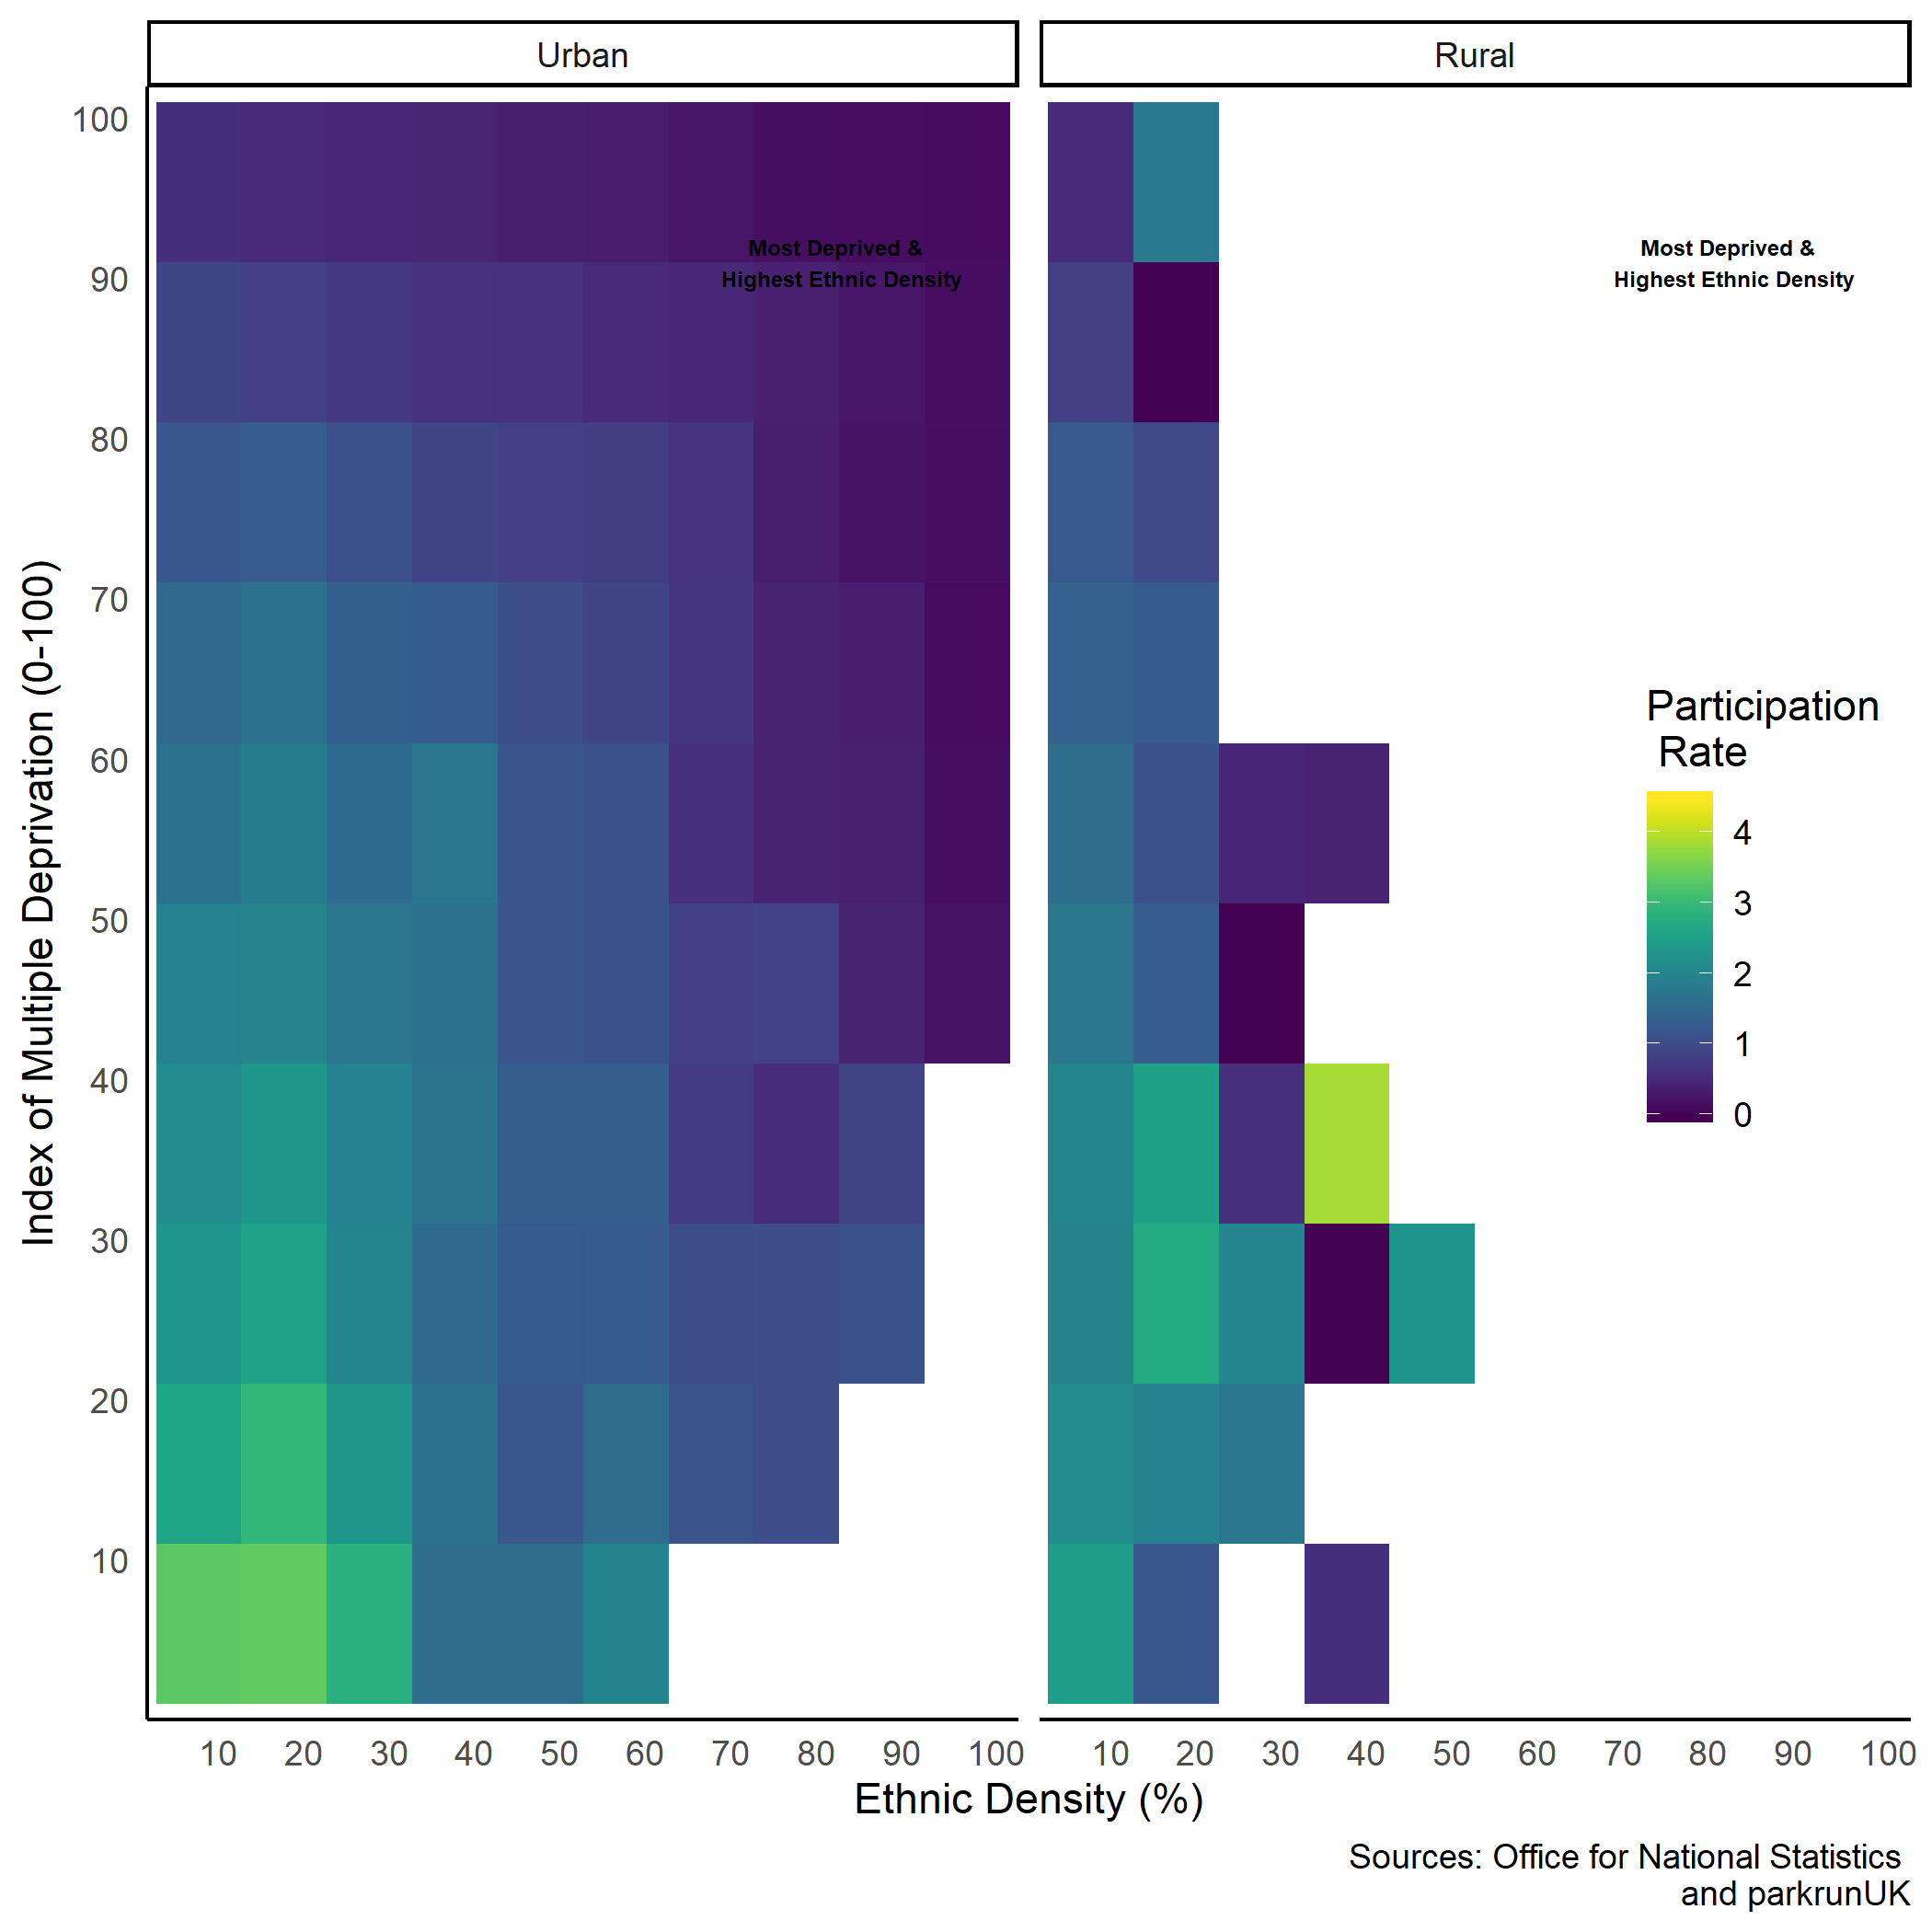 Urban
Rural
100
90
80
70
60
50
40
30
20
10
Index of Multiple Deprivation (0-100)
Most Deprived &
Highest Ethnic Density
Most Deprived &
Highest Ethnic Density
Participation
Rate
4
3
2
1
0
10 20 30 40 50 60 70 80 90 100
10 20 30 40 50 60 70 80 90 100
Ethnic Density (%)
Sources: Office for National Statistics
and parkrunUK